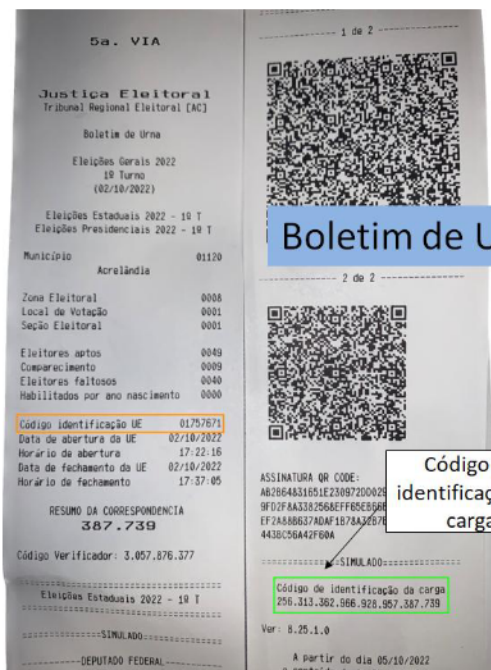 5a. VIA
Justiça Eleitoral
Tribunal Regional Eleitoral [AC]
Boletim de Urna
Eleições Gerais 2022
1º Turno
(02/10/2022)
Eleições Estaduais 2022 - 1º T
Eleições Presidenciais 2022 - 1º T
Município 01120
Acrelândia
Zona Eleitoral 0008
Local de Votação 0001
Seção Eleitoral 0001
Eleitores aptos 0049
Comparecimento 0009
Eleitores faltosos 0040
Habilitados por ano nascimento 0000
Código identificação UE 01757671
Data de abertura da UE 02/10/2022
Horário de abertura 17:22:16
Data de fechamento da UE 02/10/2022
Horário de fechamento 17:37:05
RESUMO DA CORRESPONDENCIA
387.739
Código Verificador: 3.057.876.377
Eleições Estaduais 2022 - 1º T
SIMULADO
DEPUTADO FEDERAL
1 de 2
Boletim de U
2 de 2
Código
identificaç
carga
ASSINATURA QR CODE:
4438C56A42F60A
SIMULADO
Código de identificação da carga
256.313.362.966.928.957.387.739
Ver: 8.25.1.0
A partir do dia 05/10/2022